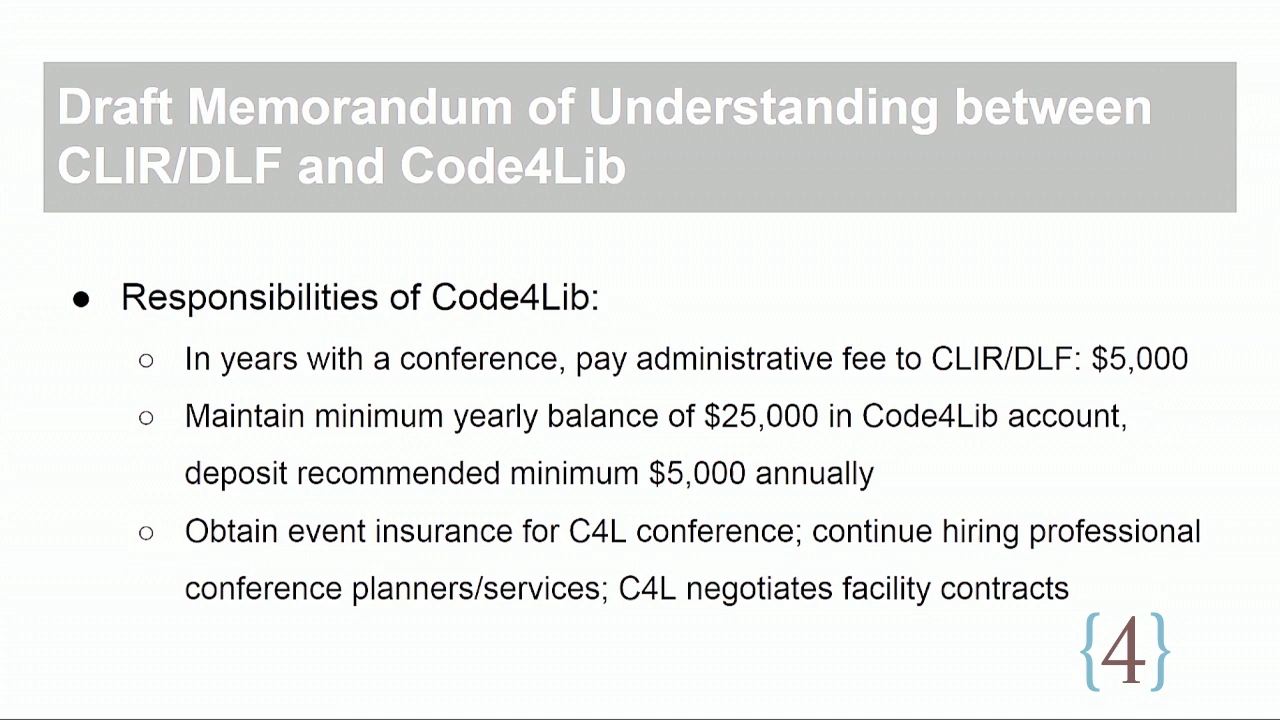 Draft Memorandum of Understanding between
CLIR/DLF and Code4Lib
● Responsibilities of Code4Lib:
○ In years with a conference, pay administrative fee to CLIR/DLF: $5,000
○ Maintain minimum yearly balance of $25,000 in Code4Lib account,
deposit recommended minimum $5,000 annually
○ Obtain event insurance for C4L conference; continue hiring professional
conference planners/services; C4L negotiates facility contracts
{4}